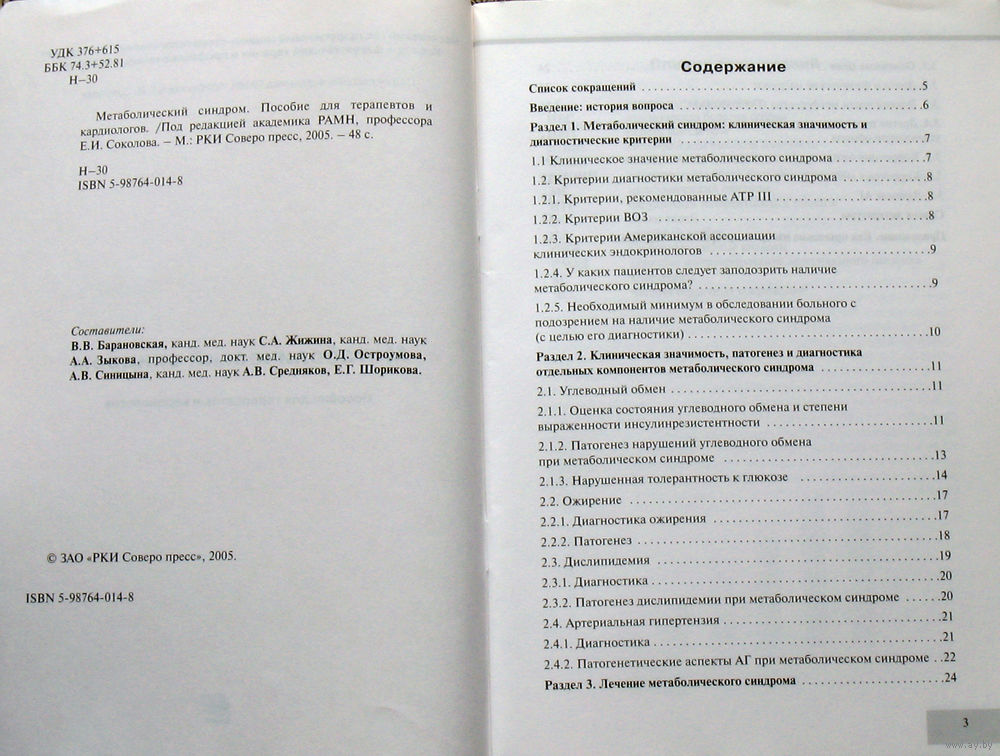 УДК 376+615
ББК 74.3+52.81
Н–30
Метаболический синдром. Пособие для терапевтов и
кардиологов. /Под редакцией академика РАМН, профессора
Е.И. Соколова. – М.: РКИ Соверо пресс, 2005. – 48 с.
Н–30
ISBN 5-98764-014-8
Составители:
В.В. Барановская, канд. мед. наук С.А. Жижина, канд. мед. наук
А.А. Зыкова, профессор, докт. мед. наук О.Д. Остроумова,
А.В. Синицына, канд. мед. наук А.В. Средняков, Е.Г. Шорикова.
© ЗАО «РКИ Соверо пресс», 2005.
ISBN 5-98764-014-8
Содержание
Список сокращений . . . . . . . . . . 5
Введение: история вопроса . . . . . . . . . . 6
Раздел 1. Метаболический синдром: клиническая значимость и
диагностические критерии . . . . . . . . . . 7
1.1 Клиническое значение метаболического синдрома . . . . . . . . . . 7
1.2. Критерии диагностики метаболического синдрома . . . . . . . . . . 8
1.2.1. Критерии, рекомендованные ATP III . . . . . . . . . . 8
1.2.2. Критерии ВОЗ . . . . . . . . . . 8
1.2.3. Критерии Американской ассоциации
клинических эндокринологов . . . . . . . . . . 9
1.2.4. У каких пациентов следует заподозрить наличие
метаболического синдрома? . . . . . . . . . . 9
1.2.5. Необходимый минимум в обследовании больного с
подозрением на наличие метаболического синдрома
(с целью его диагностики) . . . . . . . . . . 10
Раздел 2. Клиническая значимость, патогенез и диагностика
отдельных компонентов метаболического синдрома . . . . . . . . . . 11
2.1. Углеводный обмен . . . . . . . . . . 11
2.1.1. Оценка состояния углеводного обмена и степени
выраженности инсулинрезистентности . . . . . . . . . . 11
2.1.2. Патогенез нарушений углеводного обмена
при метаболическом синдроме . . . . . . . . . . 13
2.1.3. Нарушенная толерантность к глюкозе . . . . . . . . . . 14
2.2. Ожирение . . . . . . . . . . 17
2.2.1. Диагностика ожирения . . . . . . . . . . 17
2.2.2. Патогенез . . . . . . . . . . 18
2.3. Дислипидемия . . . . . . . . . . 19
2.3.1. Диагностика . . . . . . . . . . 20
2.3.2. Патогенез дислипидемии при метаболическом синдроме . . . . . . 20
2.4. Артериальная гипертензия . . . . . . . . . . 21
2.4.1. Диагностика . . . . . . . . . . 21
2.4.2. Патогенетические аспекты АГ при метаболическом синдроме . . 22
Раздел 3. Лечение метаболического синдрома . . . . . . . . . . 24
3
www.ay.by